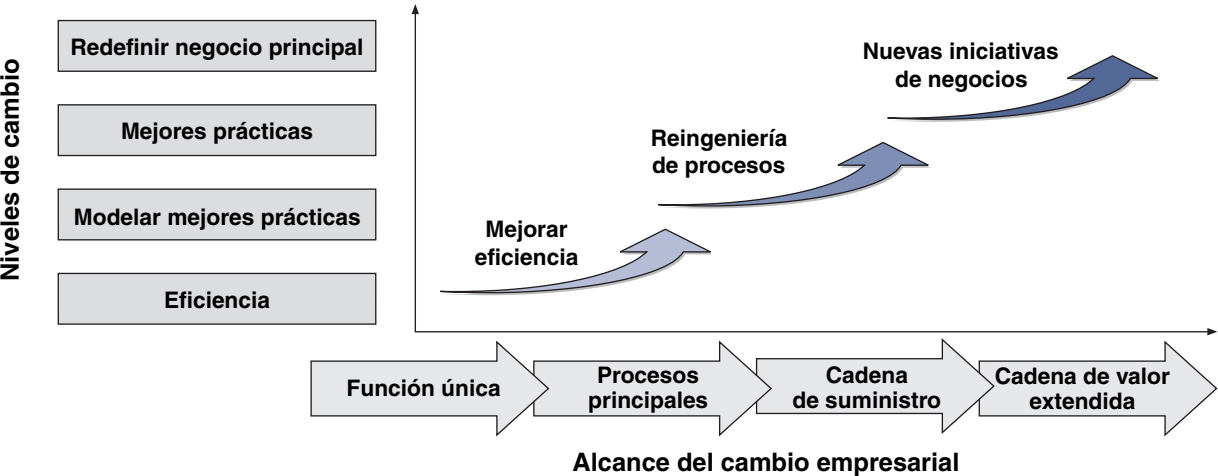 Niveles de cambio
Redefinir negocio principal
Mejores prácticas
Modelar mejores prácticas
Eficiencia
Mejorar
eficiencia
Reingeniería
de procesos
Nuevas iniciativas
de negocios
Función única
Procesos
principales
Cadena
de suministro
Cadena de valor
extendida
Alcance del cambio empresarial